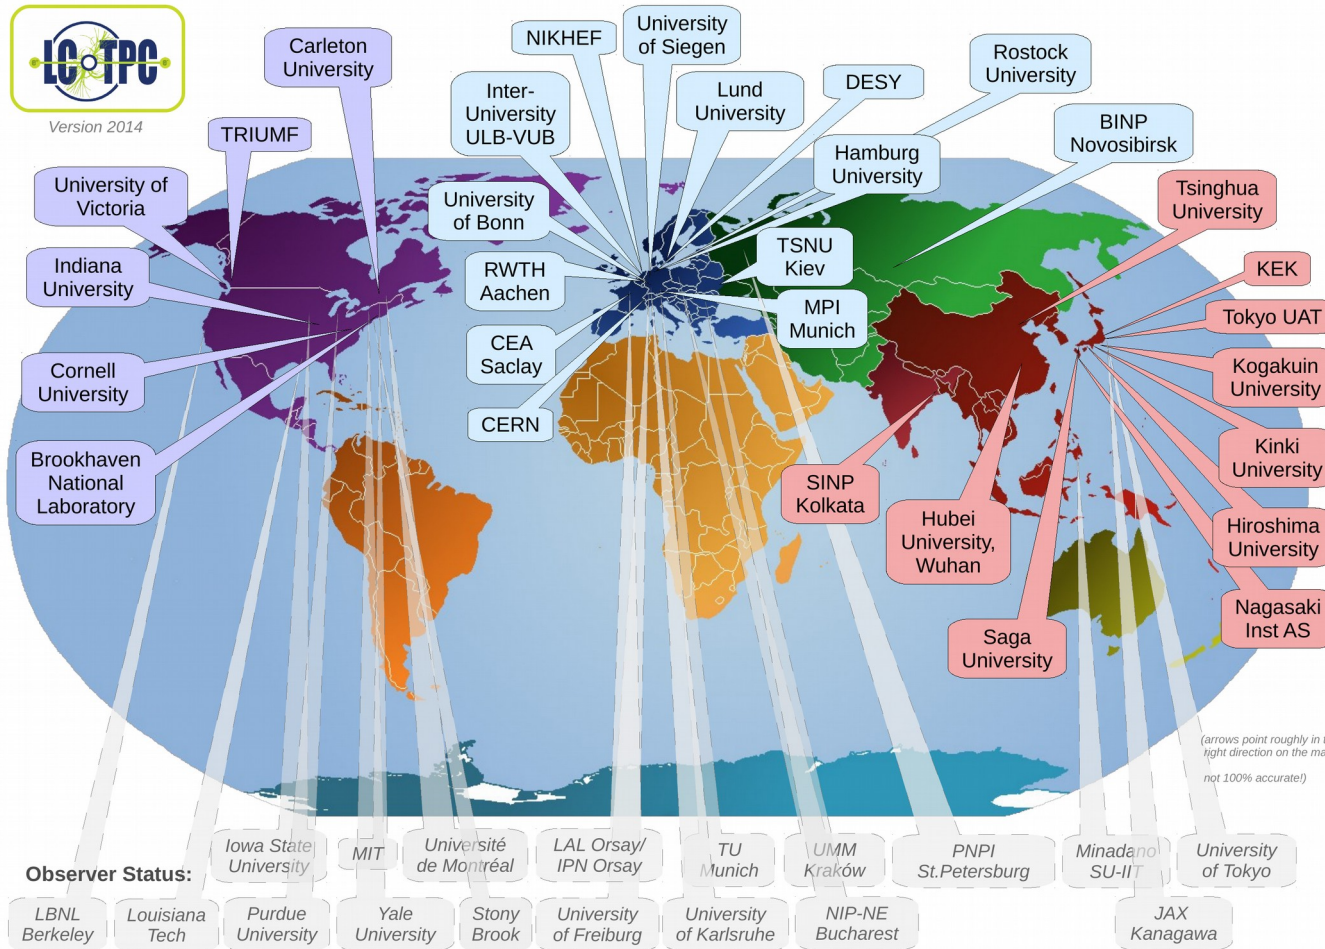 LC TPC
Version 2014
Carleton
University
TRIUMF
University of
Victoria
Indiana
University
Cornell
University
Brookhaven
National
Laboratory
NIKHEF
University
of Siegen
Inter-
University
ULB-VUB
Lund
University
DESY
Rostock
University
BINP
Novosibirsk
Hamburg
University
University
of Bonn
RWTH
Aachen
CEA
Saclay
CERN
TSNU
Kiev
MPI
Munich
Tsinghua
University
KEK
Tokyo UAT
Kogakuin
University
Kinki
University
Hiroshima
University
Nagasaki
Inst AS
SINP
Kolkata
Hubei
University,
Wuhan
Saga
University
(arrows point roughly in
right direction on the
not 100% accurate!)
Observer Status:
Iowa State
University
MIT
Université
de Montréal
LAL Orsay/
IPN Orsay
TU
Munich
UMM
Kraków
PNPI
St.Petersburg
Minadano
SU-IIT
University
of Tokyo
LBNL
Berkeley
Louisiana
Tech
Purdue
University
Yale
University
Stony
Brook
University
of Freiburg
University
of Karlsruhe
NIP-NE
Bucharest
JAX
Kanagawa